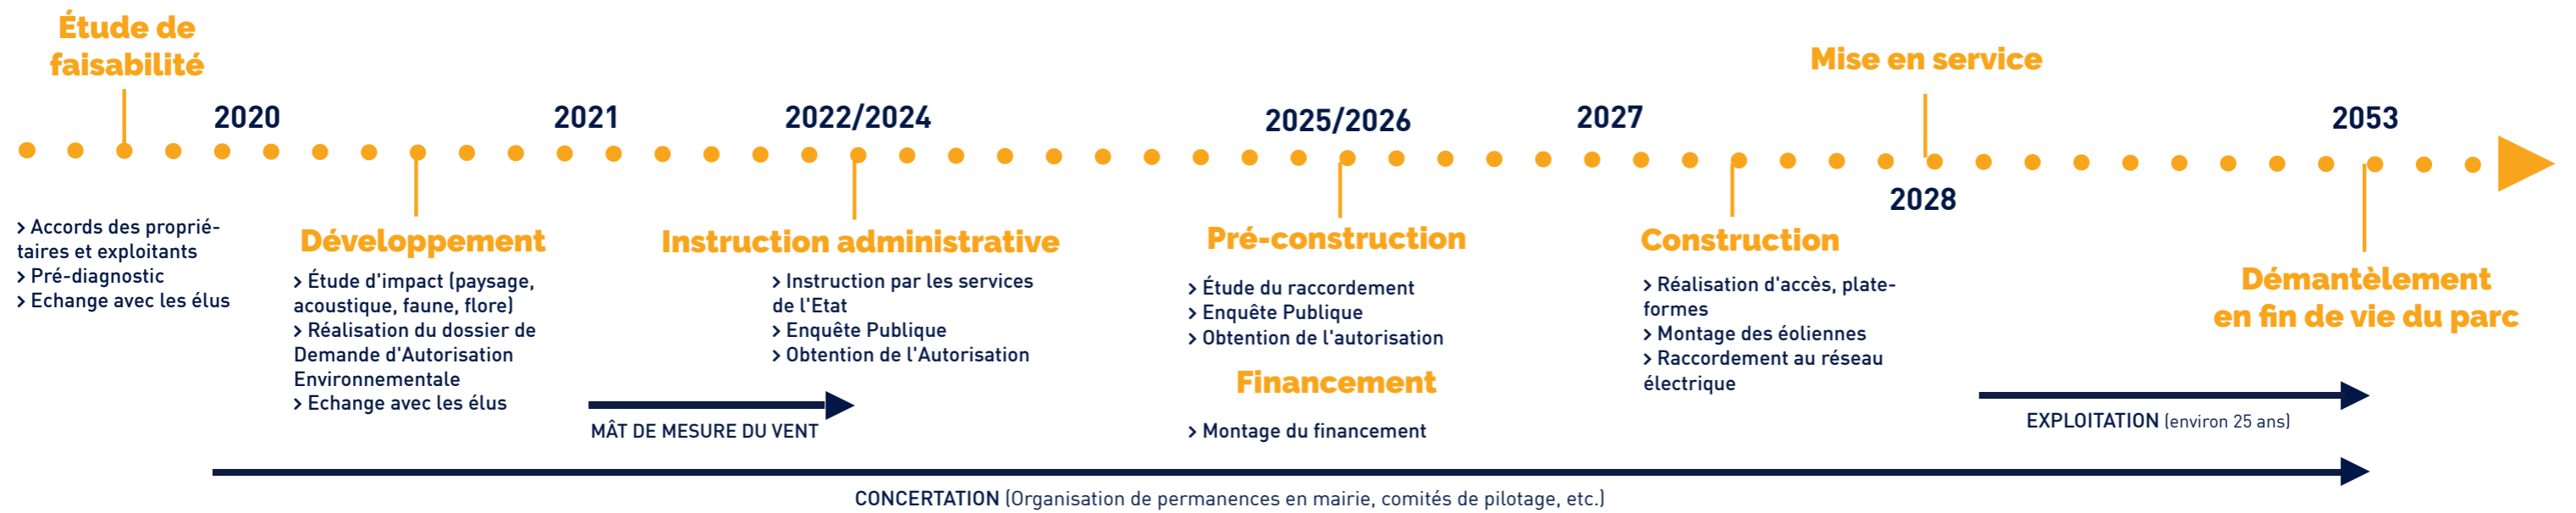 Étude de
faisabilité
Mise en service
2020
2021
2022/2024
2025/2026
2027
2053
2028
> Accords des proprié-
taires et exploitants
> Pré-diagnostic
> Echange avec les élus
Développement
> Étude d'impact (paysage,
acoustique, faune, flore)
> Réalisation du dossier de
Demande d'Autorisation
Environnementale
> Echange avec les élus
Instruction administrative
> Instruction par les services
de l'Etat
> Enquête Publique
> Obtention de l'Autorisation
MÂT DE MESURE DU VENT
Pré-construction
> Étude du raccordement
> Enquête Publique
> Obtention de l'autorisation
Financement
> Montage du financement
Construction
> Réalisation d'accès, plate-
formes
> Montage des éoliennes
> Raccordement au réseau
électrique
Démantèlement
en fin de vie du parc
EXPLOITATION (environ 25 ans)
CONCERTATION (Organisation de permanences en mairie, comités de pilotage, etc.)